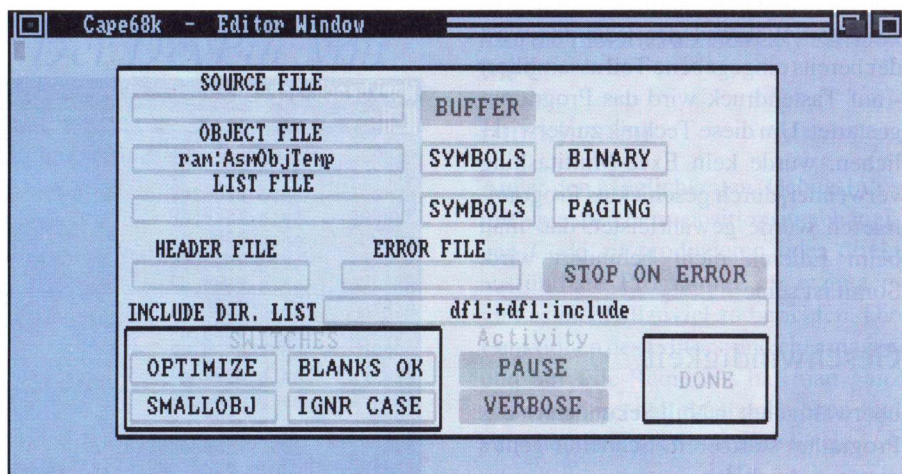 Cape68k - Editor Window
SOURCE FILE
BUFFER
OBJECT FILE
ram:AsmObjTemp
SYMBOLS BINARY
LIST FILE
SYMBOLS PAGING
HEADER FILE ERROR FILE
STOP ON ERROR
INCLUDE DIR. LIST df1:+df1:include
SWITCHES Activity
OPTIMIZE BLANKS OK PAUSE DONE
SMALLOBJ IGNR CASE VERBOSE